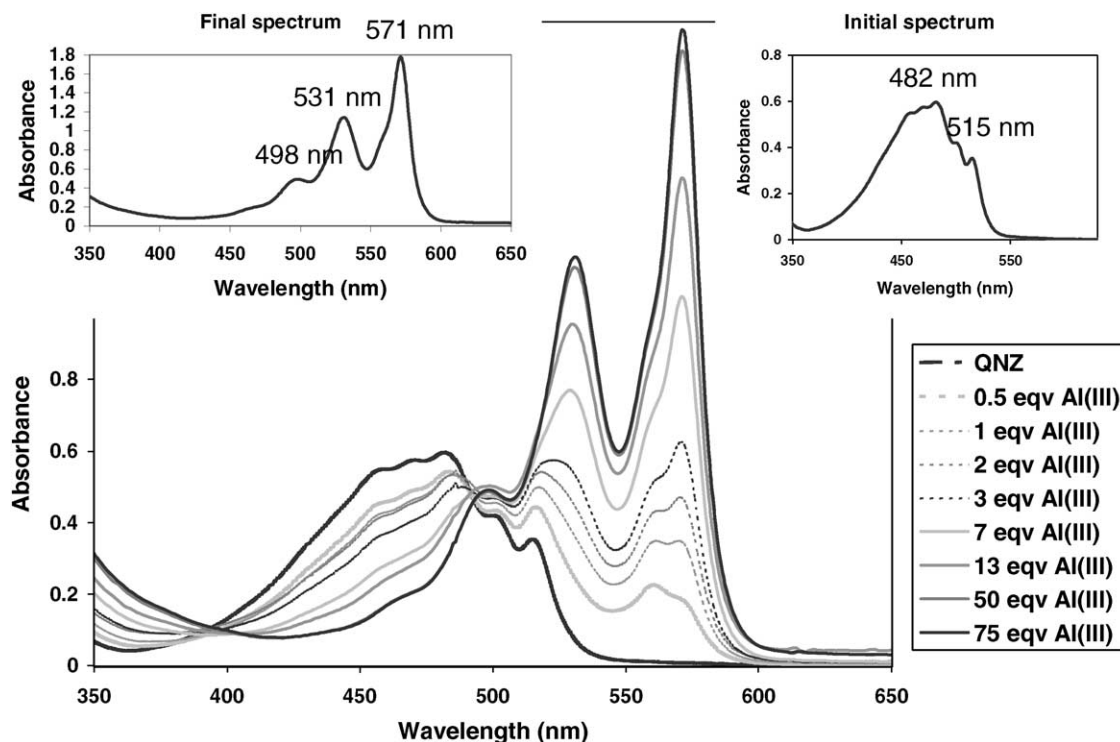 Final spectrum
571 nm
531 nm
498 nm
Absorbance
1.8
1.6
1.4
1.2
1
0.8
0.6
0.4
0.2
0
350 400 450 500 550 600 650
Wavelength (nm)
Initial spectrum
482 nm
515 nm
Absorbance
0.8
0.6
0.4
0.2
0
350 450 550
Wavelength (nm)
Absorbance
0.8
0.6
0.4
0.2
0
350 400 450 500 550 600 650
Wavelength (nm)
QNZ
0.5 eqv Al(III)
1 eqv Al(III)
2 eqv Al(III)
3 eqv Al(III)
7 eqv Al(III)
13 eqv Al(III)
50 eqv Al(III)
75 eqv Al(III)